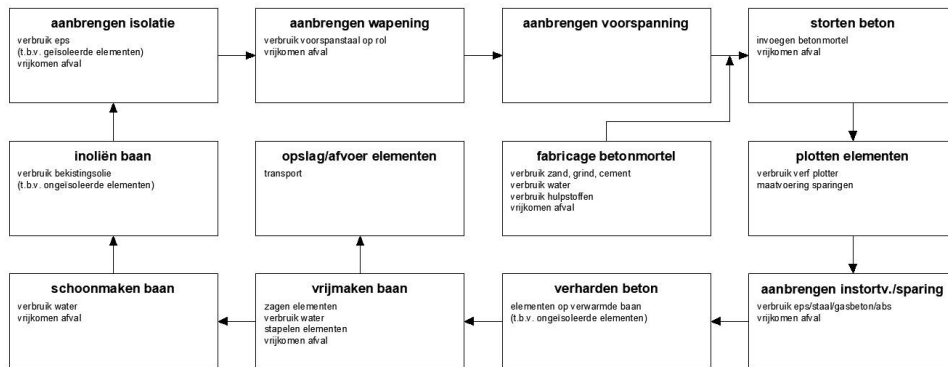 aanbrengen isolatie
verbruik eps
(t.b.v. geïsoleerde elementen)
vrijkomen afval
aanbrengen wapening
verbruik voorspanstaal op rol
vrijkomen afval
aanbrengen voorspanning
storten beton
invoegen betonmortel
vrijkomen afval
inoliën baan
verbruik bekistingsolie
(t.b.v. ongeïsoleerde elementen)
opslag/afvoer elementen
transport
fabricage betonmortel
verbruik zand, grind, cement
verbruik water
verbruik hulpstoffen
vrijkomen afval
plotten elementen
verbruik verf plotter
maatvoering sparingen
schoonmaken baan
verbruik water
vrijkomen afval
vrijmaken baan
zagen elementen
verbruik water
stapelen elementen
vrijkomen afval
verharden beton
elementen op verwarmde baan
(t.b.v. ongeïsoleerde elementen)
aanbrengen instortv./sparing
verbruik eps/staal/gasbeton/abs
vrijkomen afval